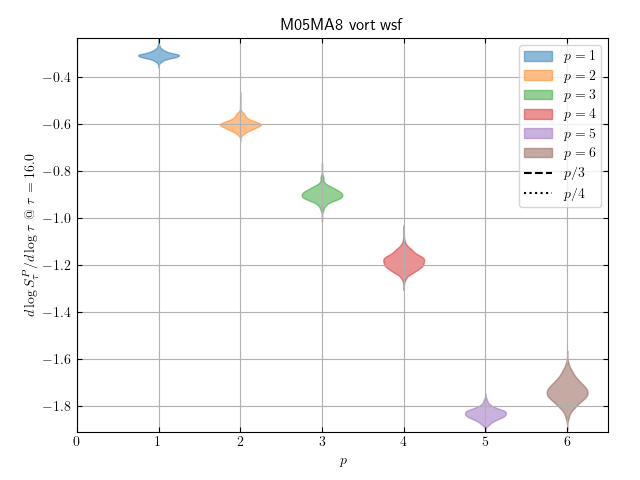 M05MA8 vort wsf
d log S_τ^P / d log τ @ τ = 16.0
−0.4
−0.6
−0.8
−1.0
−1.2
−1.4
−1.6
−1.8
p = 1
p = 2
p = 3
p = 4
p = 5
p = 6
p/3
p/4
0 1 2 3 4 5 6
p